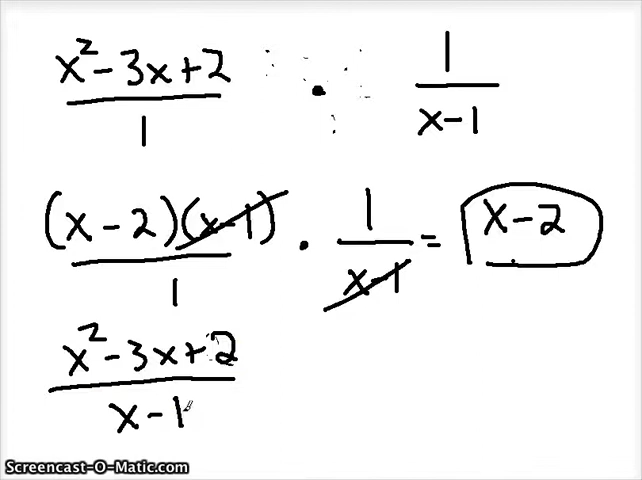 x² - 3x + 2 / 1 · 1 / x - 1
(x - 2)(x - 1) / 1 · 1 / x - 1 = x - 2
x² - 3x + 2 / x - 1
Screencast-O-Matic.com